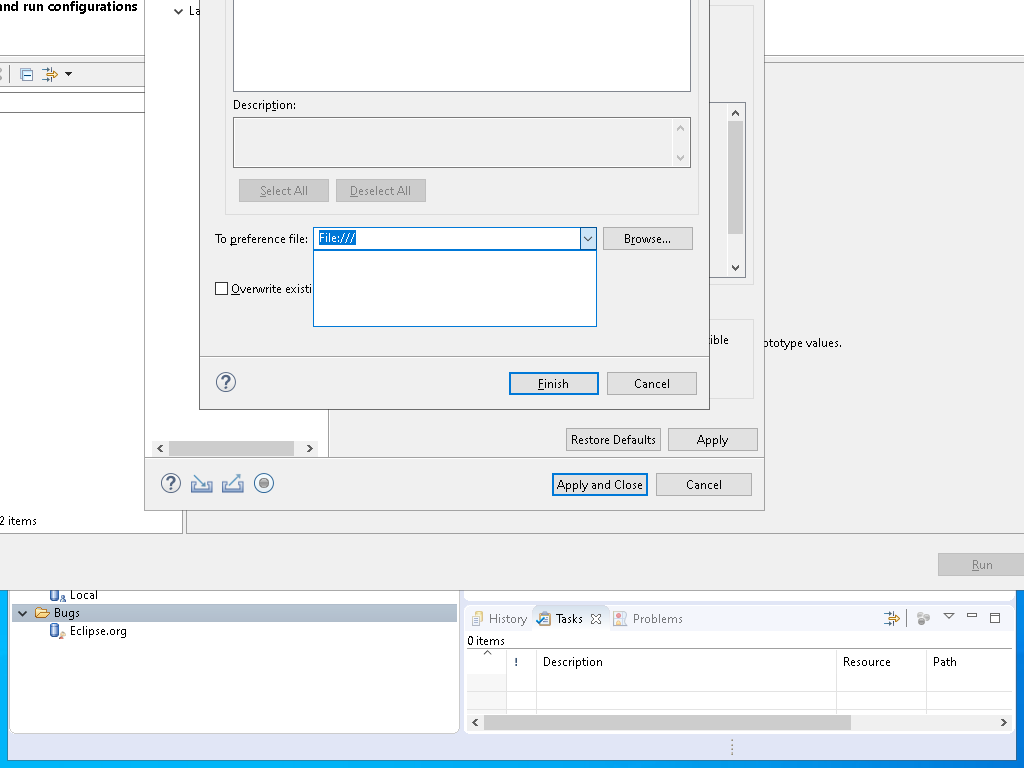 and run configurations
La
Description:
Select All
Deselect All
To preference file:
File:///
Browse...
Overwrite existi
ible
ototype values.
Finish
Cancel
Restore Defaults
Apply
Apply and Close
Cancel
2 items
Run
Local
Bugs
Eclipse.org
History
Tasks
Problems
0 items
!
Description
Resource
Path